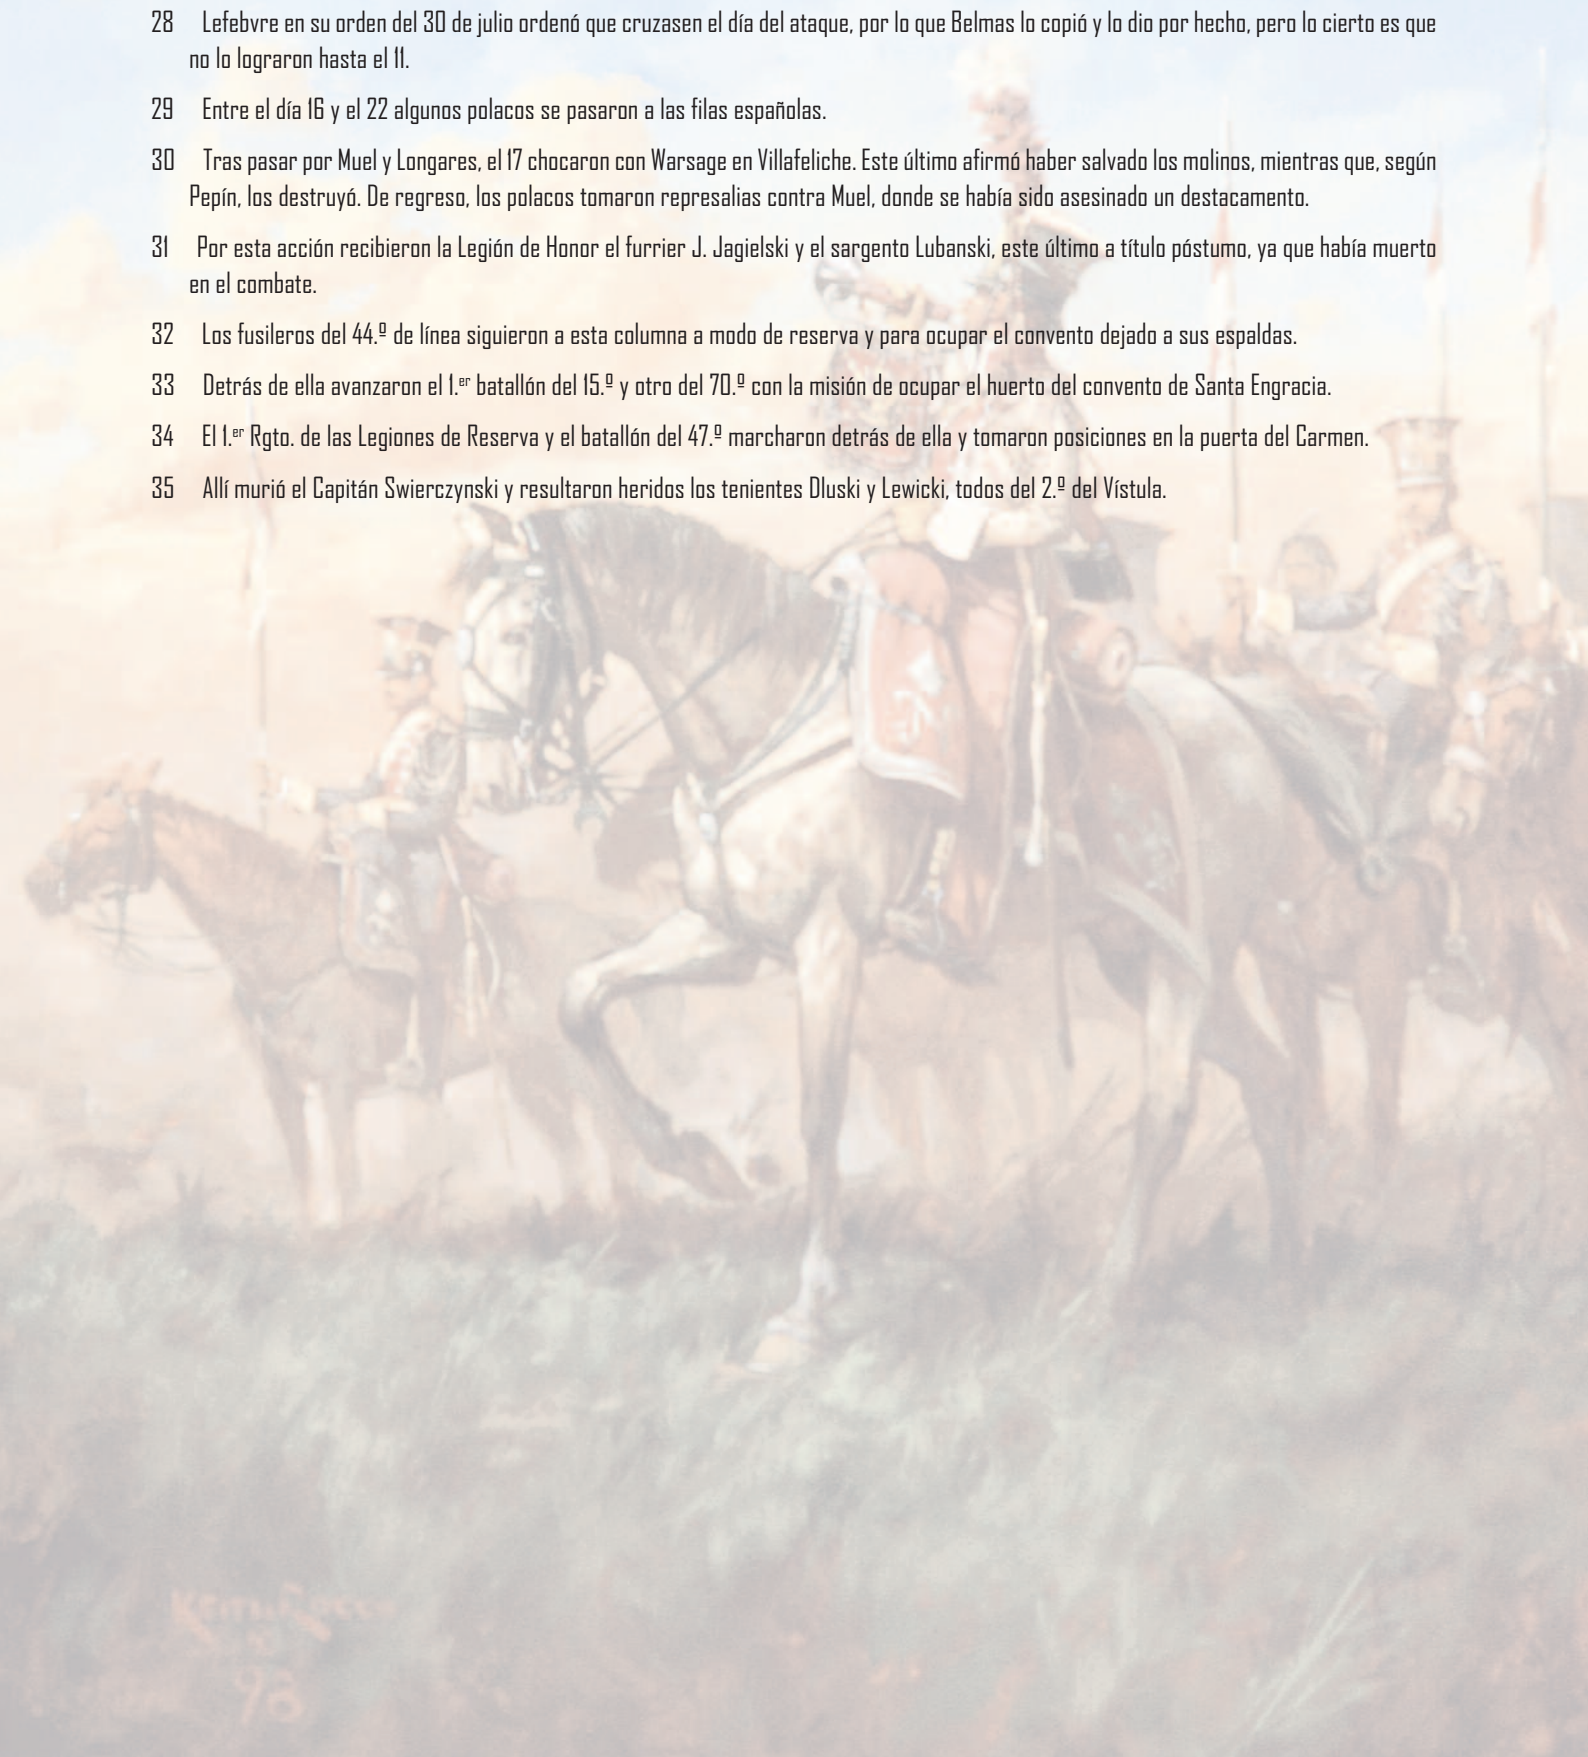 28 Lefebvre en su orden del 30 de julio ordenó que cruzasen el día del ataque, por lo que Belmas lo copió y lo dio por hecho, pero lo cierto es que
no lo lograron hasta el 11.
29 Entre el día 16 y el 22 algunos polacos se pasaron a las filas españolas.
30 Tras pasar por Muel y Longares, el 17 chocaron con Warsage en Villafeliche. Este último afirmó haber salvado los molinos, mientras que, según
Pepín, los destruyó. De regreso, los polacos tomaron represalias contra Muel, donde se había sido asesinado un destacamento.
31 Por esta acción recibieron la Legión de Honor el furrier J. Jagielski y el sargento Lubanski, este último a título póstumo, ya que había muerto
en el combate.
32 Los fusileros del 44.º de línea siguieron a esta columna a modo de reserva y para ocupar el convento dejado a sus espaldas.
33 Detrás de ella avanzaron el 1.er batallón del 15.º y otro del 70.º con la misión de ocupar el huerto del convento de Santa Engracia.
34 El 1.er Rgto. de las Legiones de Reserva y el batallón del 47.º marcharon detrás de ella y tomaron posiciones en la puerta del Carmen.
35 Allí murió el Capitán Swierczynski y resultaron heridos los tenientes Dluski y Lewicki, todos del 2.º del Vístula.
98